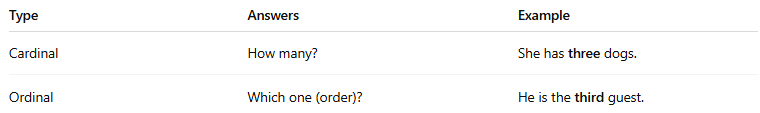 Type Answers Example
Cardinal How many? She has three dogs.
Ordinal Which one (order)? He is the third guest.